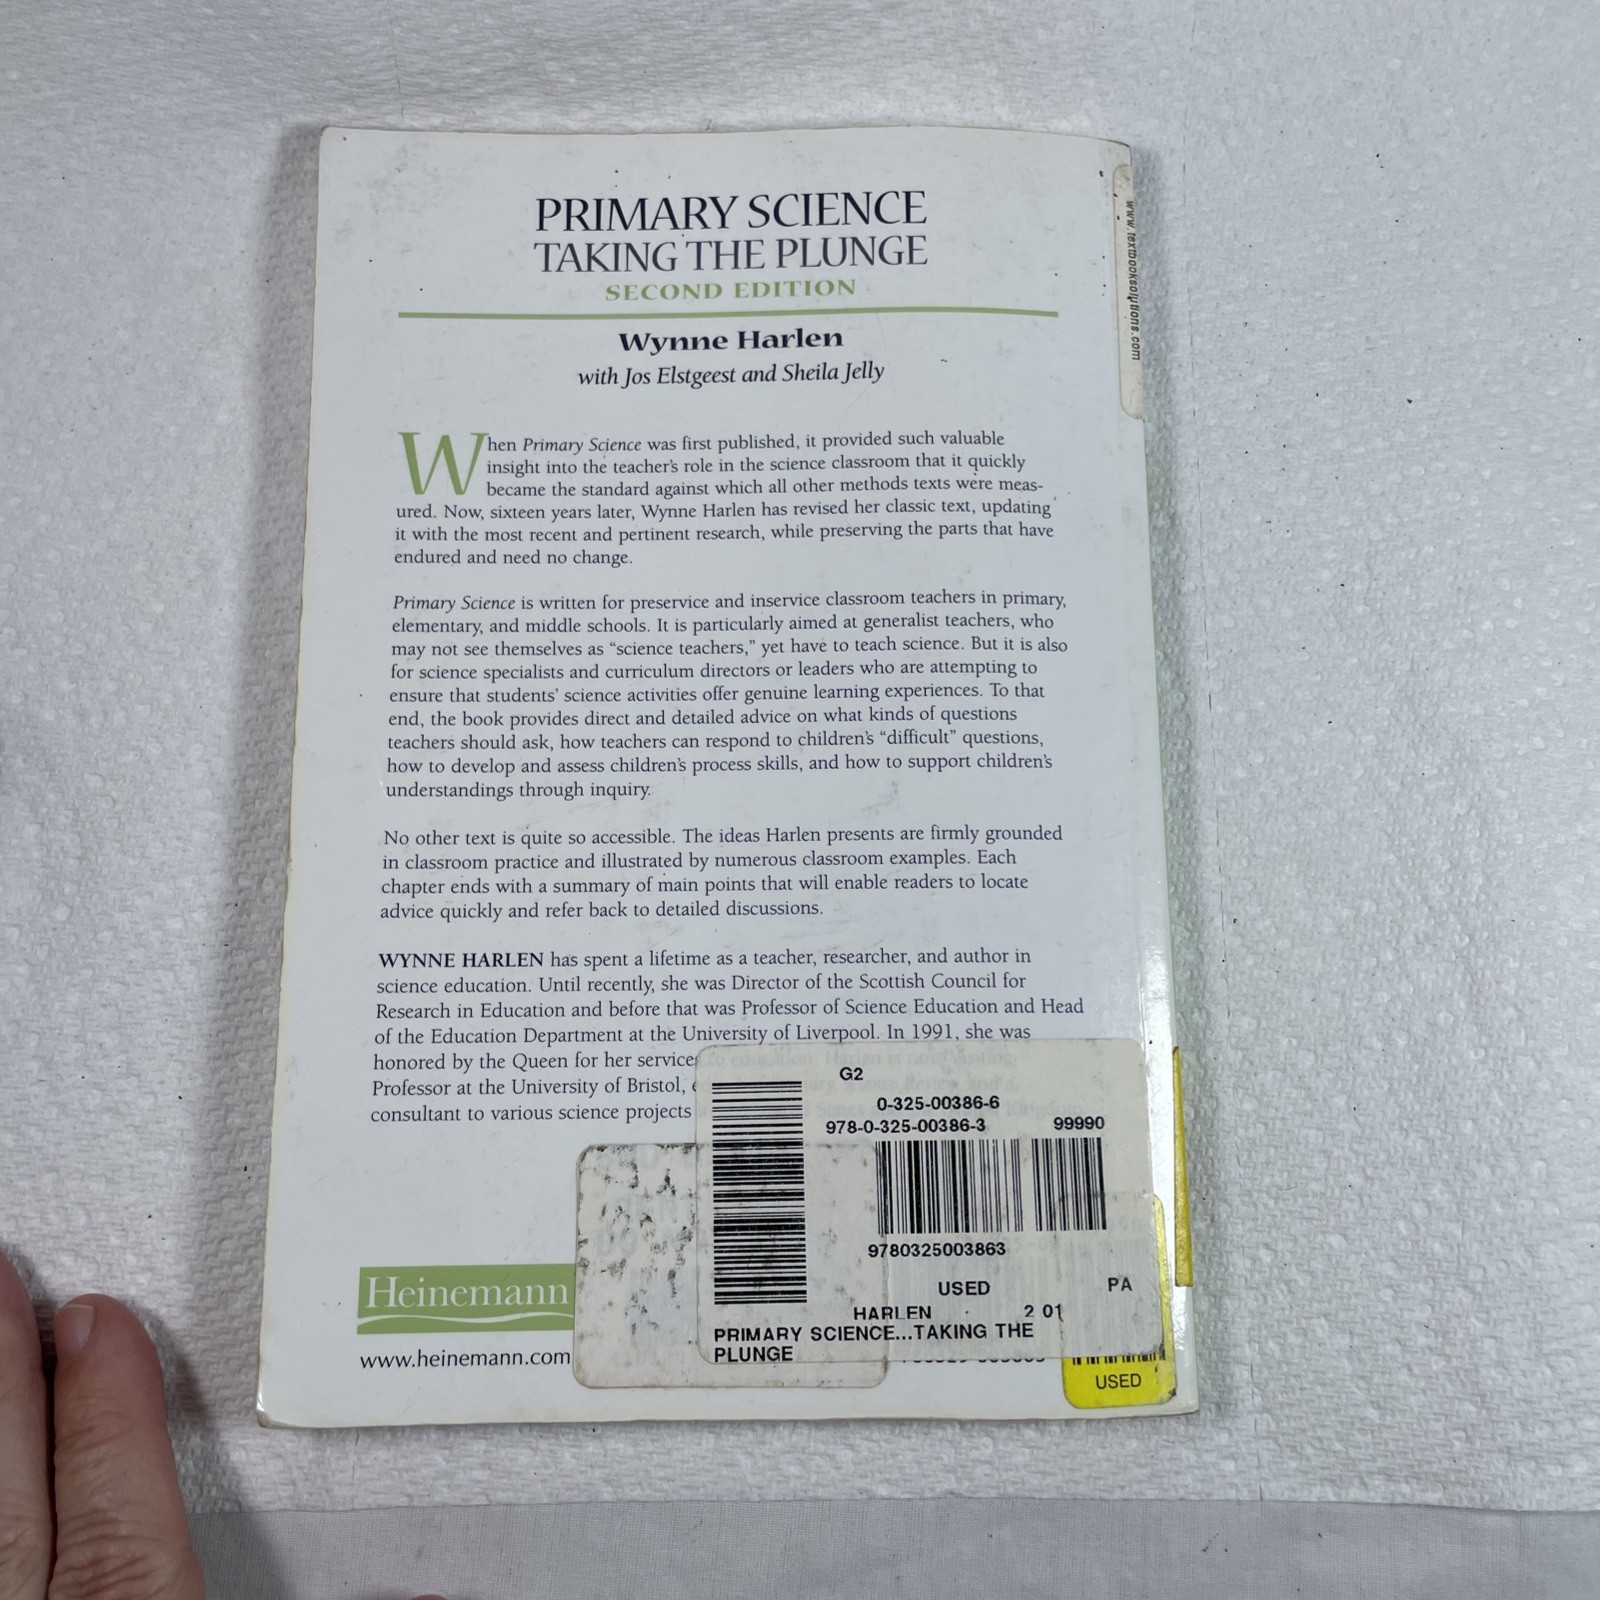 PRIMARY SCIENCE
TAKING THE PLUNGE
SECOND EDITION
Wynne Harlen
with Jos Elstgeest and Sheila Jelly
When Primary Science was first published, it provided such valuable
insight into the teacher's role in the science classroom that it quickly
became the standard against which all other methods texts were meas-
ured. Now, sixteen years later, Wynne Harlen has revised her classic text, updating
it with the most recent and pertinent research, while preserving the parts that have
endured and need no change.
Primary Science is written for preservice and inservice classroom teachers in primary,
elementary, and middle schools. It is particularly aimed at generalist teachers, who
may not see themselves as “science teachers,” yet have to teach science. But it is also
for science specialists and curriculum directors or leaders who are attempting to
ensure that students' science activities offer genuine learning experiences. To that
end, the book provides direct and detailed advice on what kinds of questions
teachers should ask, how teachers can respond to children's “difficult” questions,
how to develop and assess children's process skills, and how to support children's
understandings through inquiry.
No other text is quite so accessible. The ideas Harlen presents are firmly grounded
in classroom practice and illustrated by numerous classroom examples. Each
chapter ends with a summary of main points that will enable readers to locate
advice quickly and refer back to detailed discussions.
WYNNE HARLEN has spent a lifetime as a teacher, researcher, and author in
science education. Until recently, she was Director of the Scottish Council for
Research in Education and before that was Professor of Science Education and Head
of the Education Department at the University of Liverpool. In 1991, she was
honored by the Queen for her services to education. Harlen is now Visiting
Professor at the University of Bristol, Primary Science Review, and a
consultant to various science projects
G2
0-325-00386-6
978-0-325-00386-3 99990
9780325003863
USED PA
HARLEN 2 01
PRIMARY SCIENCE...TAKING THE
PLUNGE
USED
Heinemann
www.heinemann.com
www.textbooksolutions.com